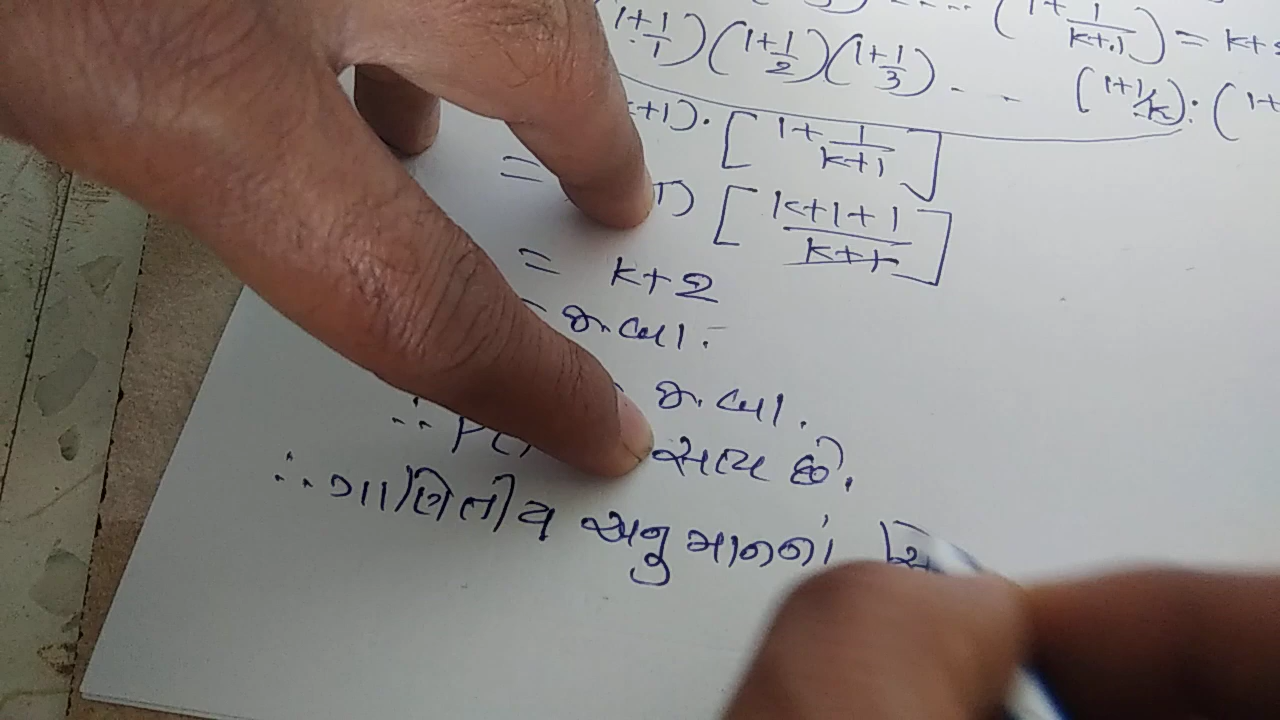 (1+1/(k+1)) = k+
1+1/1)(1+1/2)(1+1/3) - - (1+1/k).(1+
+1).[1+1/(k+1)]
= 1)[(k+1+1)/(k+1)]
= k+2
= જ.બા.
જ.બા.
∴ P( સત્ય છે.
∴ ગાણિતીય અનુમાનનાં